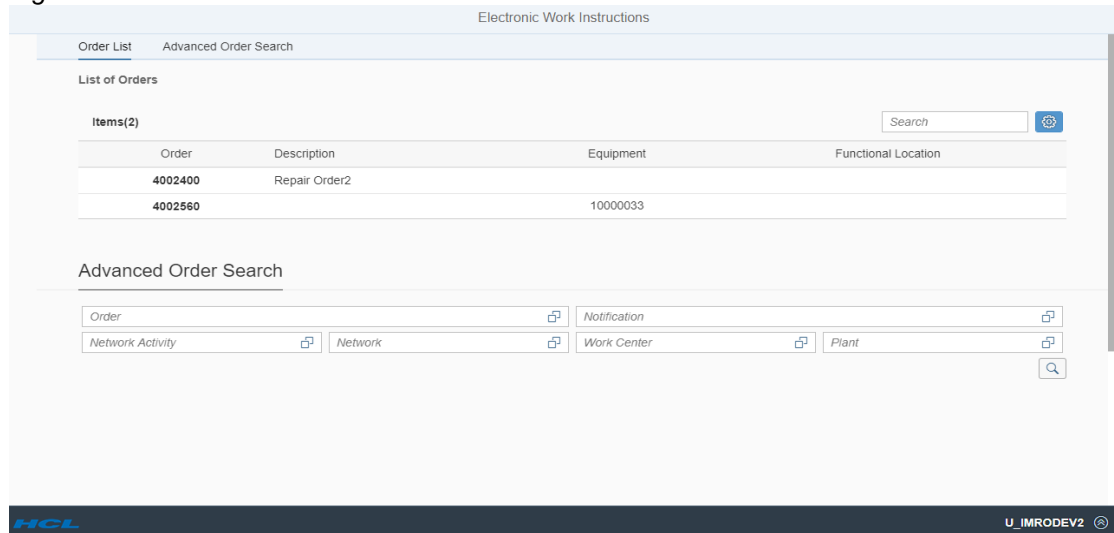 Electronic Work Instructions
Order List Advanced Order Search
List of Orders
Items(2) Search
Order Description Equipment Functional Location
4002400 Repair Order2
4002560 10000033
Advanced Order Search
Order Notification
Network Activity Network Work Center Plant
HCL U_IMRODEV2